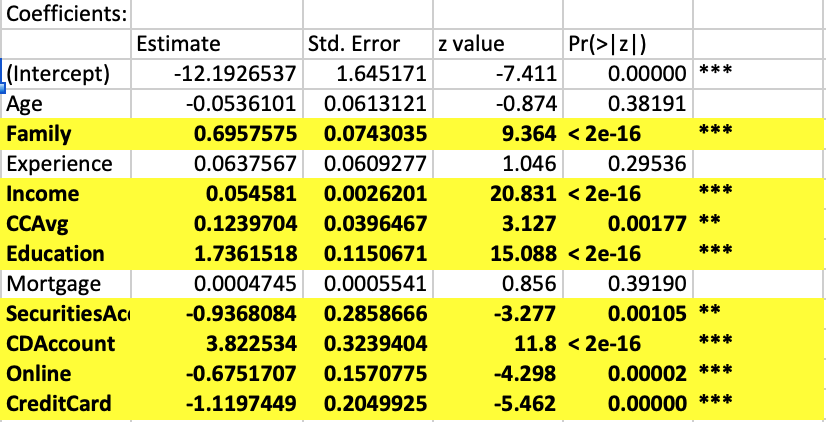 Coefficients:
Estimate Std. Error z value Pr(>|z|)
(Intercept) -12.1926537 1.645171 -7.411 0.00000 ***
Age -0.0536101 0.0613121 -0.874 0.38191
Family 0.6957575 0.0743035 9.364 < 2e-16 ***
Experience 0.0637567 0.0609277 1.046 0.29536
Income 0.054581 0.0026201 20.831 < 2e-16 ***
CCAvg 0.1239704 0.0396467 3.127 0.00177 **
Education 1.7361518 0.1150671 15.088 < 2e-16 ***
Mortgage 0.0004745 0.0005541 0.856 0.39190
SecuritiesAc -0.9368084 0.2858666 -3.277 0.00105 **
CDAccount 3.822534 0.3239404 11.8 < 2e-16 ***
Online -0.6751707 0.1570775 -4.298 0.00002 ***
CreditCard -1.1197449 0.2049925 -5.462 0.00000 ***